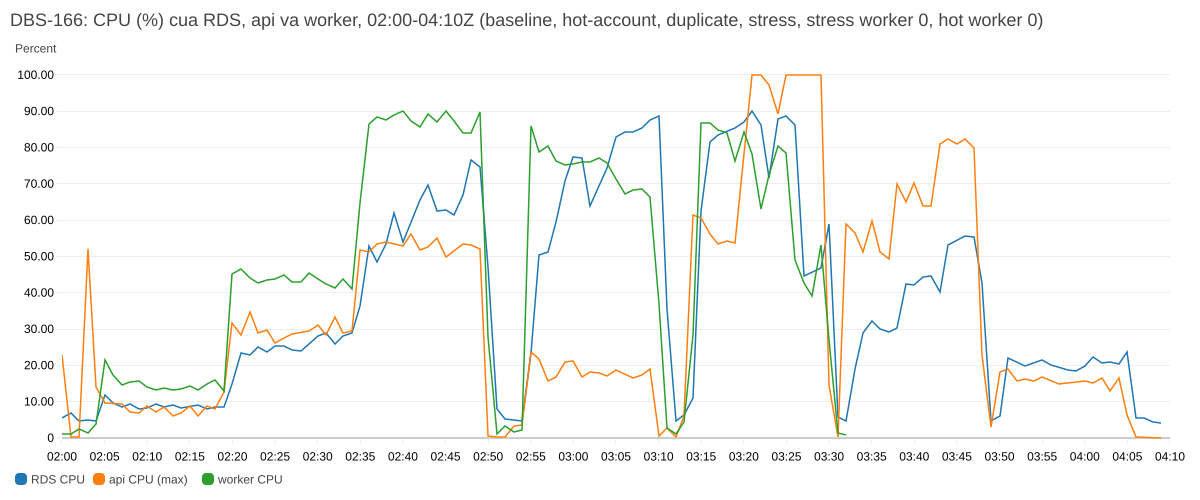 DBS-166: CPU (%) cua RDS, api va worker, 02:00-04:10Z (baseline, hot-account, duplicate, stress, stress worker 0, hot worker 0)
Percent
100.00
90.00
80.00
70.00
60.00
50.00
40.00
30.00
20.00
10.00
0
02:00 02:05 02:10 02:15 02:20 02:25 02:30 02:35 02:40 02:45 02:50 02:55 03:00 03:05 03:10 03:15 03:20 03:25 03:30 03:35 03:40 03:45 03:50 03:55 04:00 04:05 04:10
RDS CPU api CPU (max) worker CPU